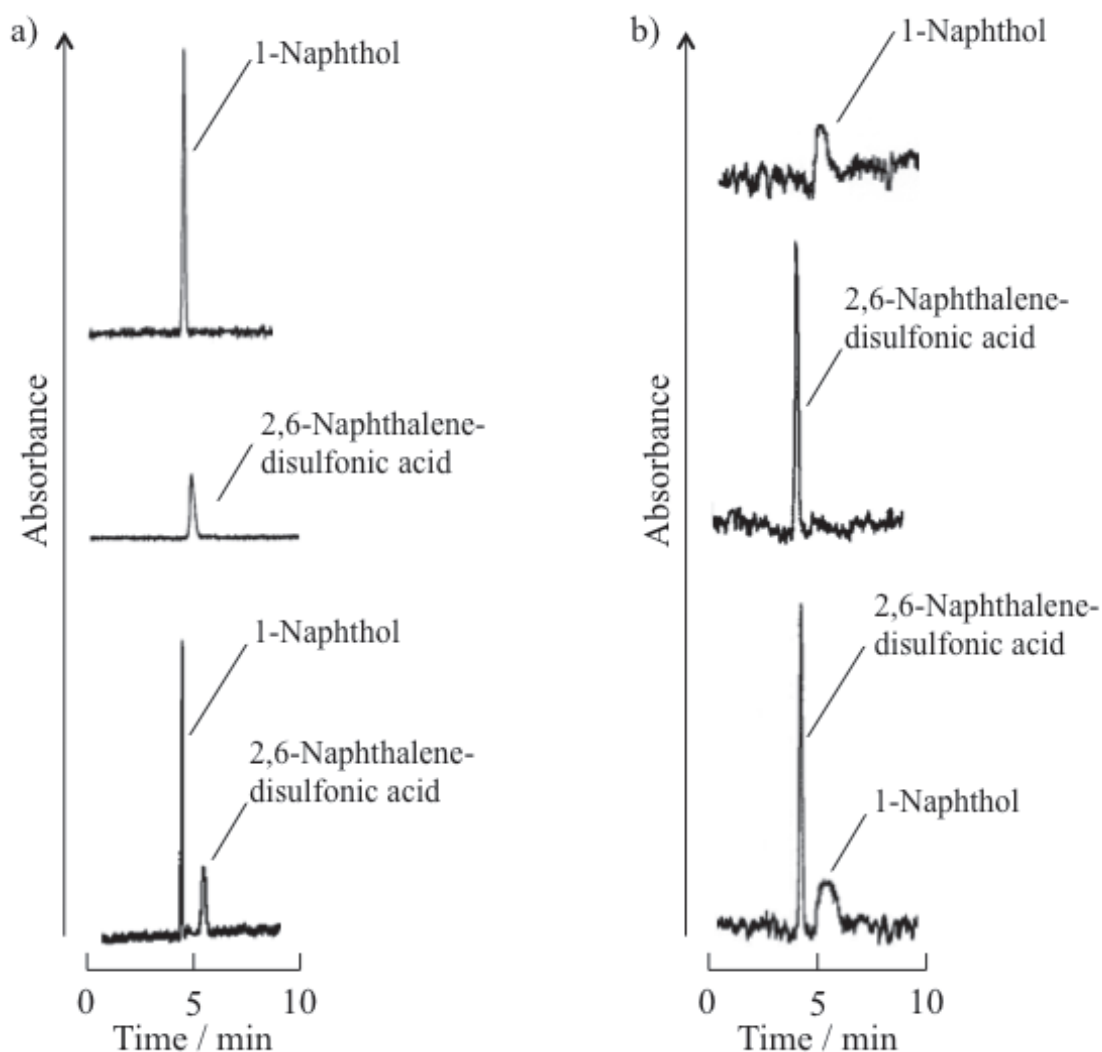 a)
1-Naphthol
2,6-Naphthalene-
disulfonic acid
1-Naphthol
2,6-Naphthalene-
disulfonic acid
Absorbance
0
5
10
Time / min
b)
1-Naphthol
2,6-Naphthalene-
disulfonic acid
2,6-Naphthalene-
disulfonic acid
1-Naphthol
Absorbance
0
5
10
Time / min